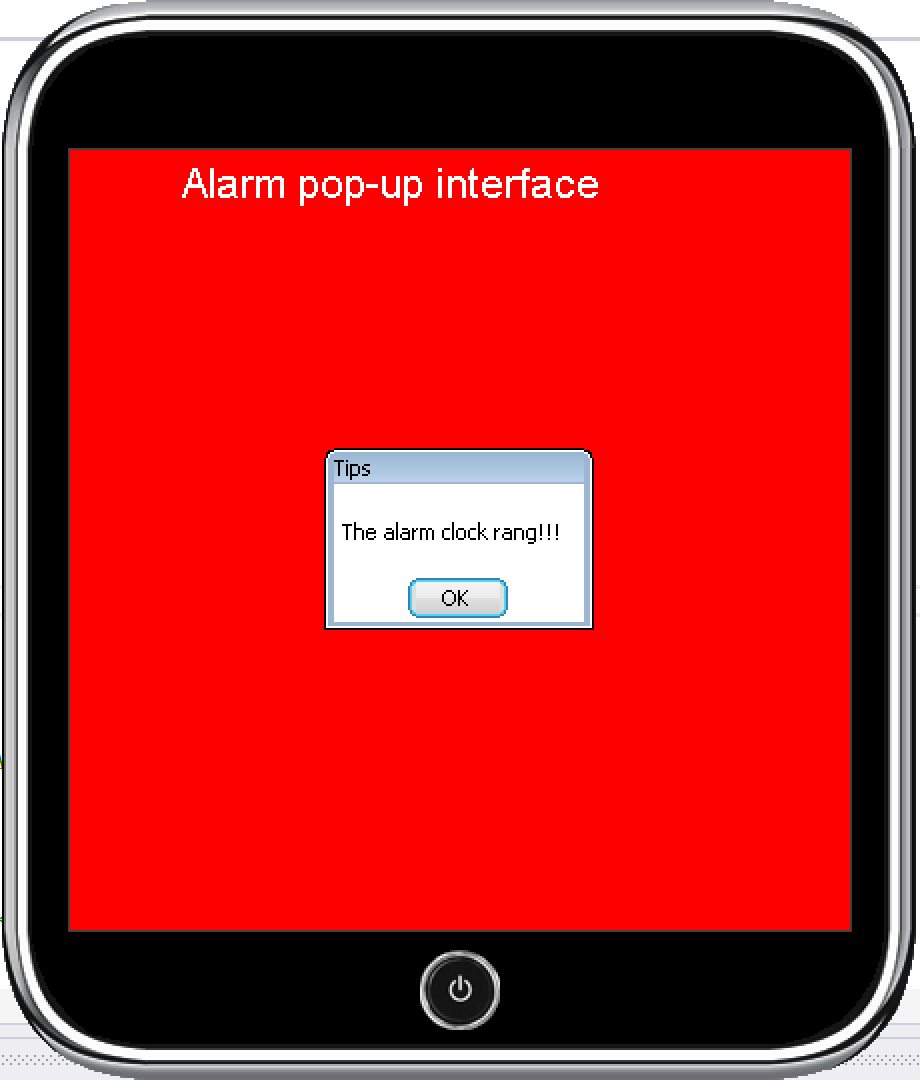 Alarm pop-up interface
Tips
The alarm clock rang!!!
OK